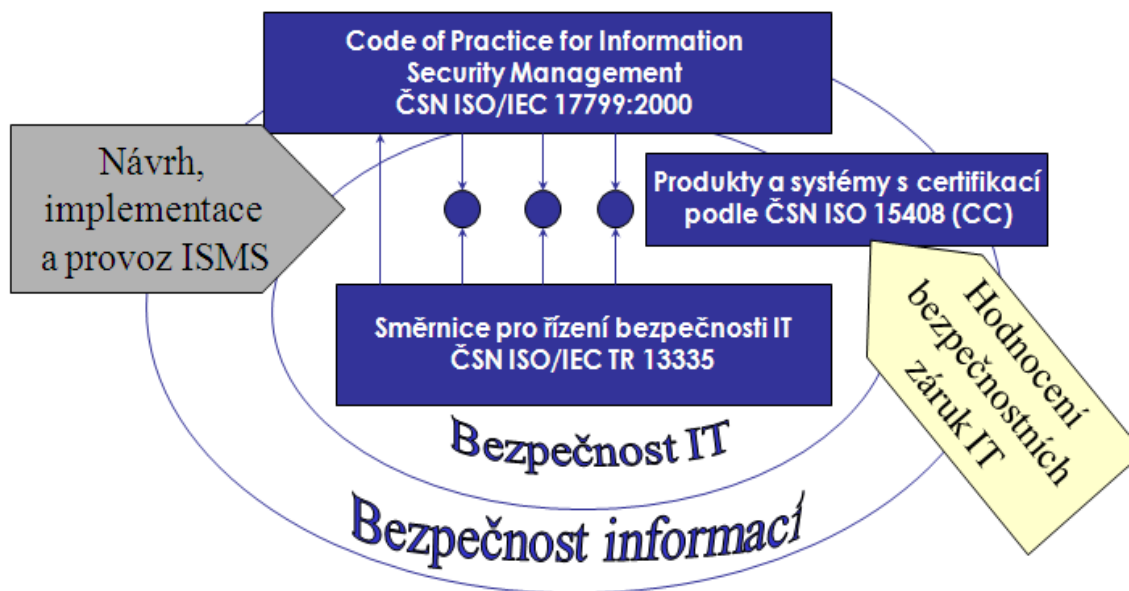 Code of Practice for Information
Security Management
ČSN ISO/IEC 17799:2000
Návrh,
implementace
a provoz ISMS
Produkty a systémy s certifikací
podle ČSN ISO 15408 (CC)
Směrnice pro řízení bezpečnosti IT
ČSN ISO/IEC TR 13335
Hodnocení
bezpečnostních
záruk IT
Bezpečnost IT
Bezpečnost informací